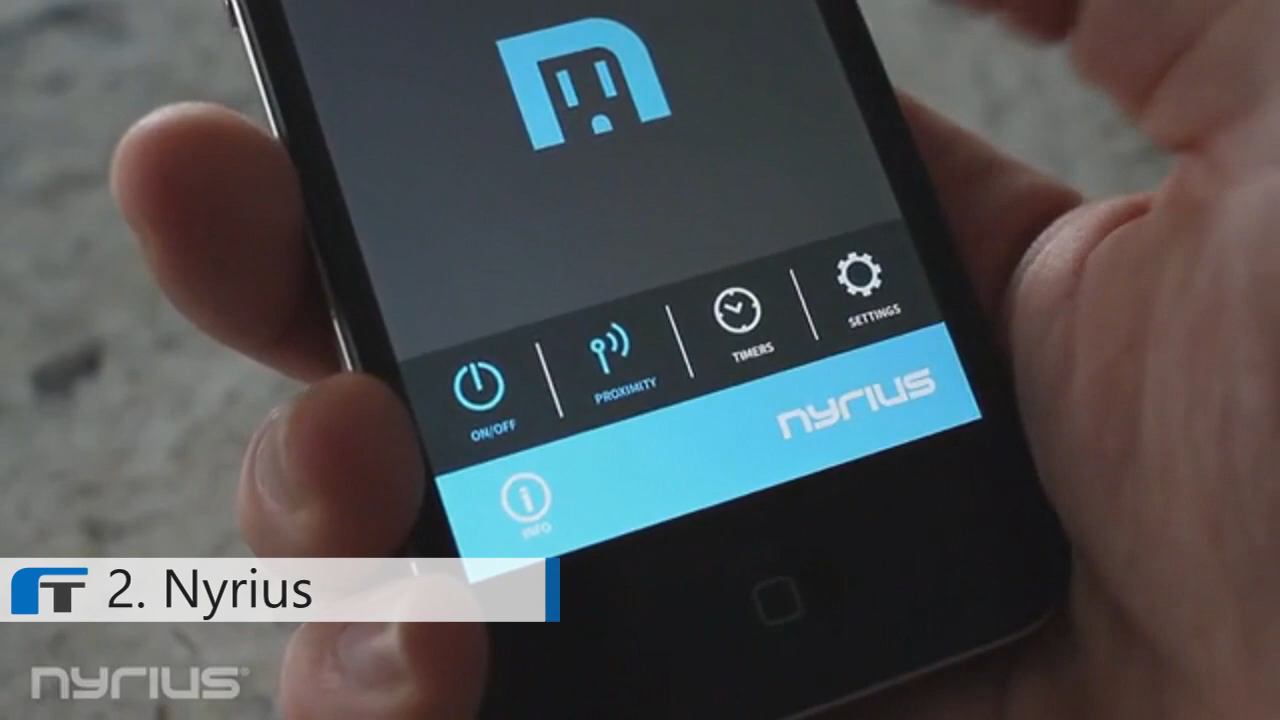 ON/OFF
PROXIMITY
TIMERS
SETTINGS
nyrius
INFO
2. Nyrius
nyrius®